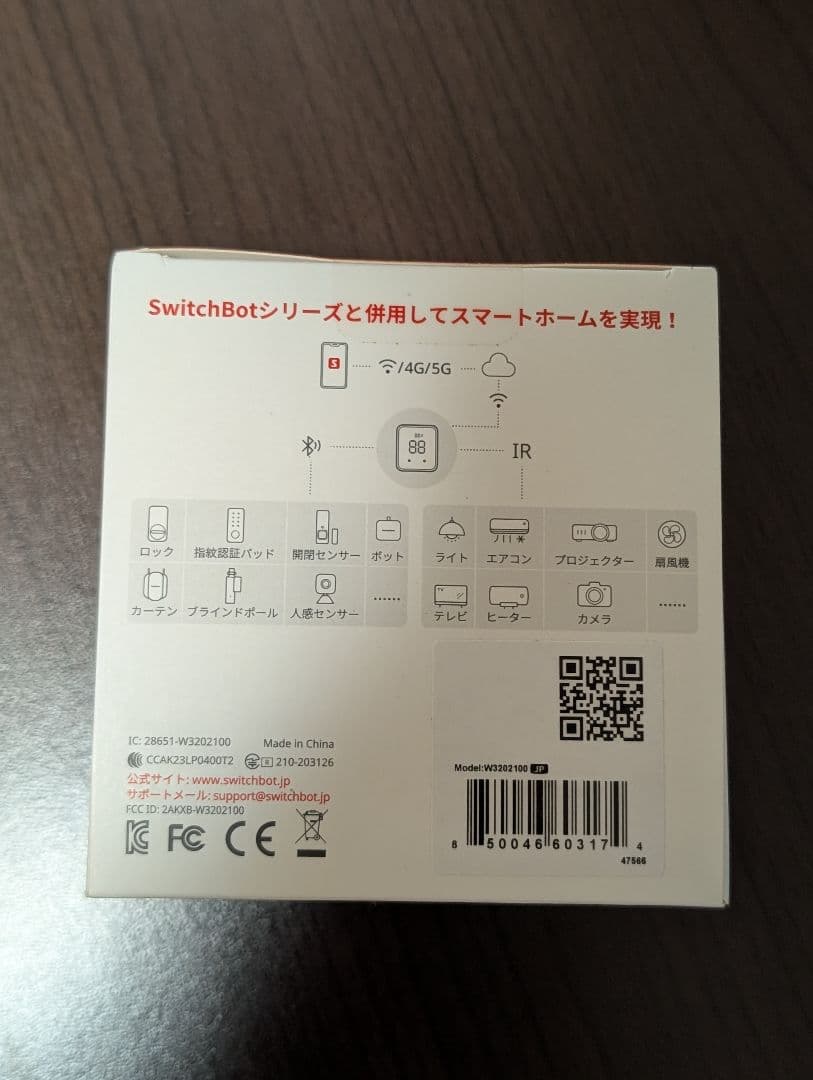 SwitchBotシリーズと併用してスマートホームを実現！
S
/4G/5G
88
IR
ロック 指紋認証パッド 開閉センサー ボット
カーテン ブラインドポール 人感センサー ……
ライト エアコン プロジェクター 扇風機
TV
テレビ ヒーター カメラ ……
IC: 28651-W3202100 Made in China
CCAK23LP0400T2 R 210-203126
公式サイト: www.switchbot.jp
サポートメール: support@switchbot.jp
FCC ID: 2AKXB-W3202100
FC CE
Model:W3202100 JP
8 50046 60317 4
47566